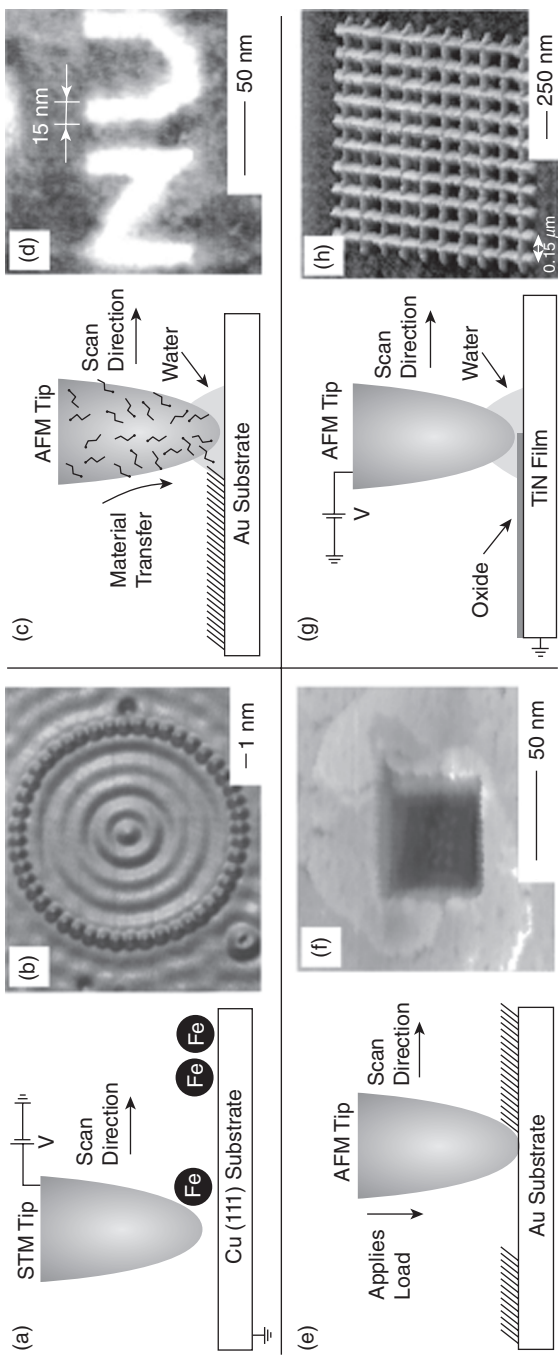 (a)
STM Tip
V
Scan
Direction
Fe
Fe
Fe
Cu (111) Substrate
(b)
1 nm
(c)
AFM Tip
Material
Transfer
Scan
Direction
Water
Au Substrate
(d)
15 nm
50 nm
(e)
Applies
Load
AFM Tip
Scan
Direction
Au Substrate
(f)
50 nm
(g)
V
AFM Tip
Scan
Direction
Oxide
Water
TiN Film
(h)
0.15 µm
250 nm